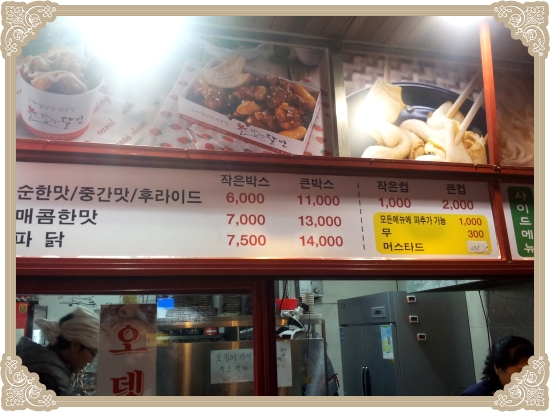 작은박스 큰박스 작은컵 큰컵
순한맛/중간맛/후라이드 6,000 11,000 1,000 2,000
매콤한맛 7,000 13,000
파 닭 7,500 14,000
모든메뉴에 파추가 가능 1,000
무 300
머스타드
사이드메뉴
오뎅